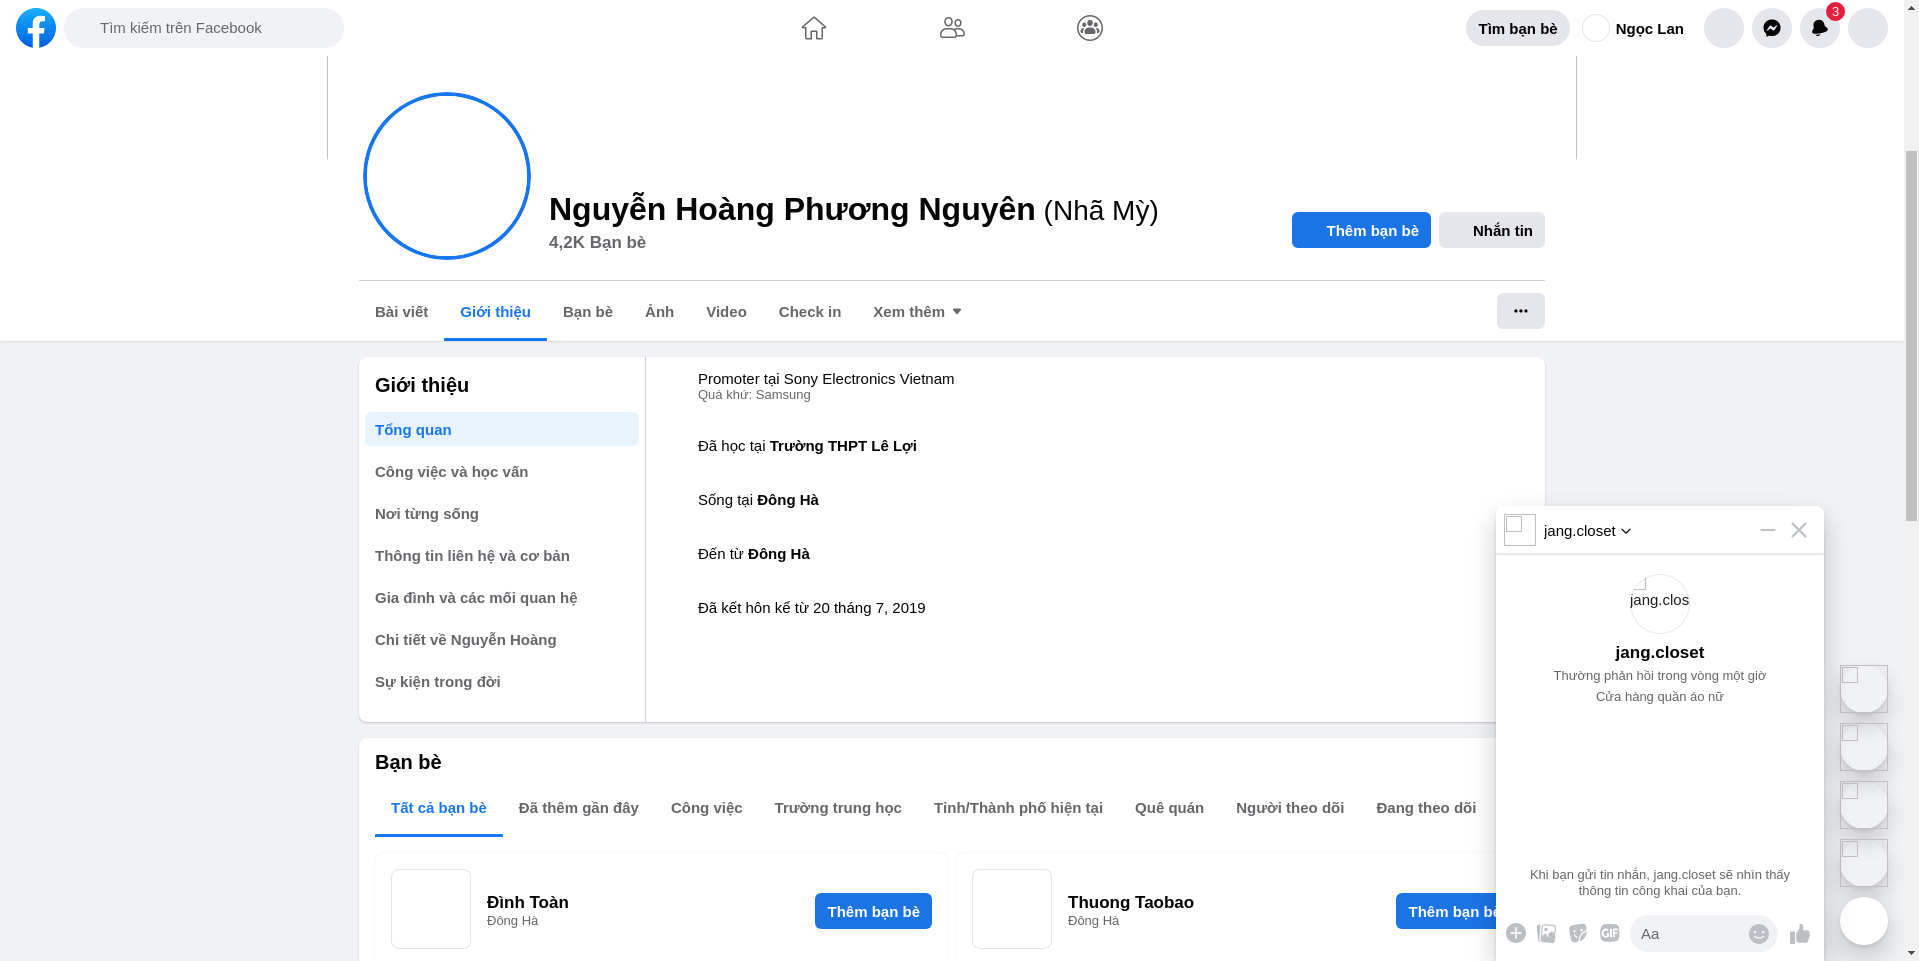 Tìm kiếm trên Facebook
Tìm bạn bè
Ngọc Lan
3
Nguyễn Hoàng Phương Nguyên (Nhã Mỳ)
4,2K Bạn bè
Thêm bạn bè
Nhắn tin
Bài viết
Giới thiệu
Bạn bè
Ảnh
Video
Check in
Xem thêm
Giới thiệu
Tổng quan
Công việc và học vấn
Nơi từng sống
Thông tin liên hệ và cơ bản
Gia đình và các mối quan hệ
Chi tiết về Nguyễn Hoàng
Sự kiện trong đời
Promoter tại Sony Electronics Vietnam
Quá khứ: Samsung
Đã học tại Trường THPT Lê Lợi
Sống tại Đông Hà
Đến từ Đông Hà
Đã kết hôn kể từ 20 tháng 7, 2019
Bạn bè
Tất cả bạn bè
Đã thêm gần đây
Công việc
Trường trung học
Tỉnh/Thành phố hiện tại
Quê quán
Người theo dõi
Đang theo dõi
Đình Toàn
Đông Hà
Thêm bạn bè
Thuong Taobao
Đông Hà
Thêm bạn bè
jang.closet
jang.clos
jang.closet
Thường phản hồi trong vòng một giờ
Cửa hàng quần áo nữ
Khi bạn gửi tin nhắn, jang.closet sẽ nhìn thấy
thông tin công khai của bạn.
GIF
Aa